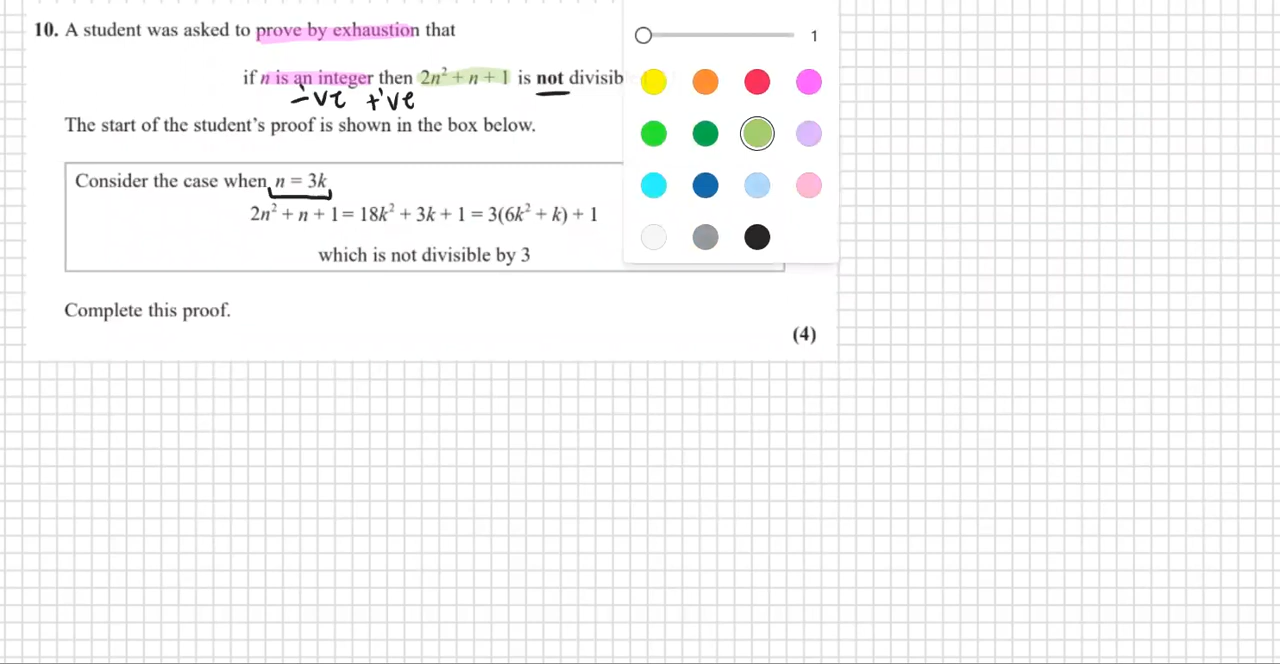 10. A student was asked to prove by exhaustion that
if n is an integer then 2n² + n + 1 is not divisib
-ve +'ve
The start of the student's proof is shown in the box below.
Consider the case when n = 3k
2n² + n + 1 = 18k² + 3k + 1 = 3(6k² + k) + 1
which is not divisible by 3
Complete this proof.
(4)
1